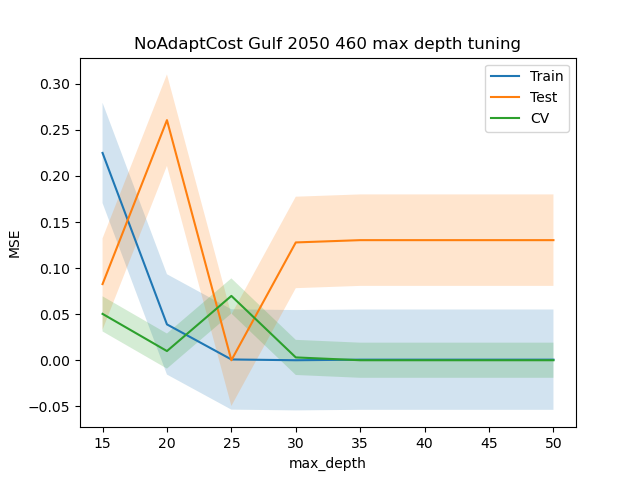 NoAdaptCost Gulf 2050 460 max depth tuning
Train
Test
CV
MSE
0.30
0.25
0.20
0.15
0.10
0.05
0.00
−0.05
15 20 25 30 35 40 45 50
max_depth